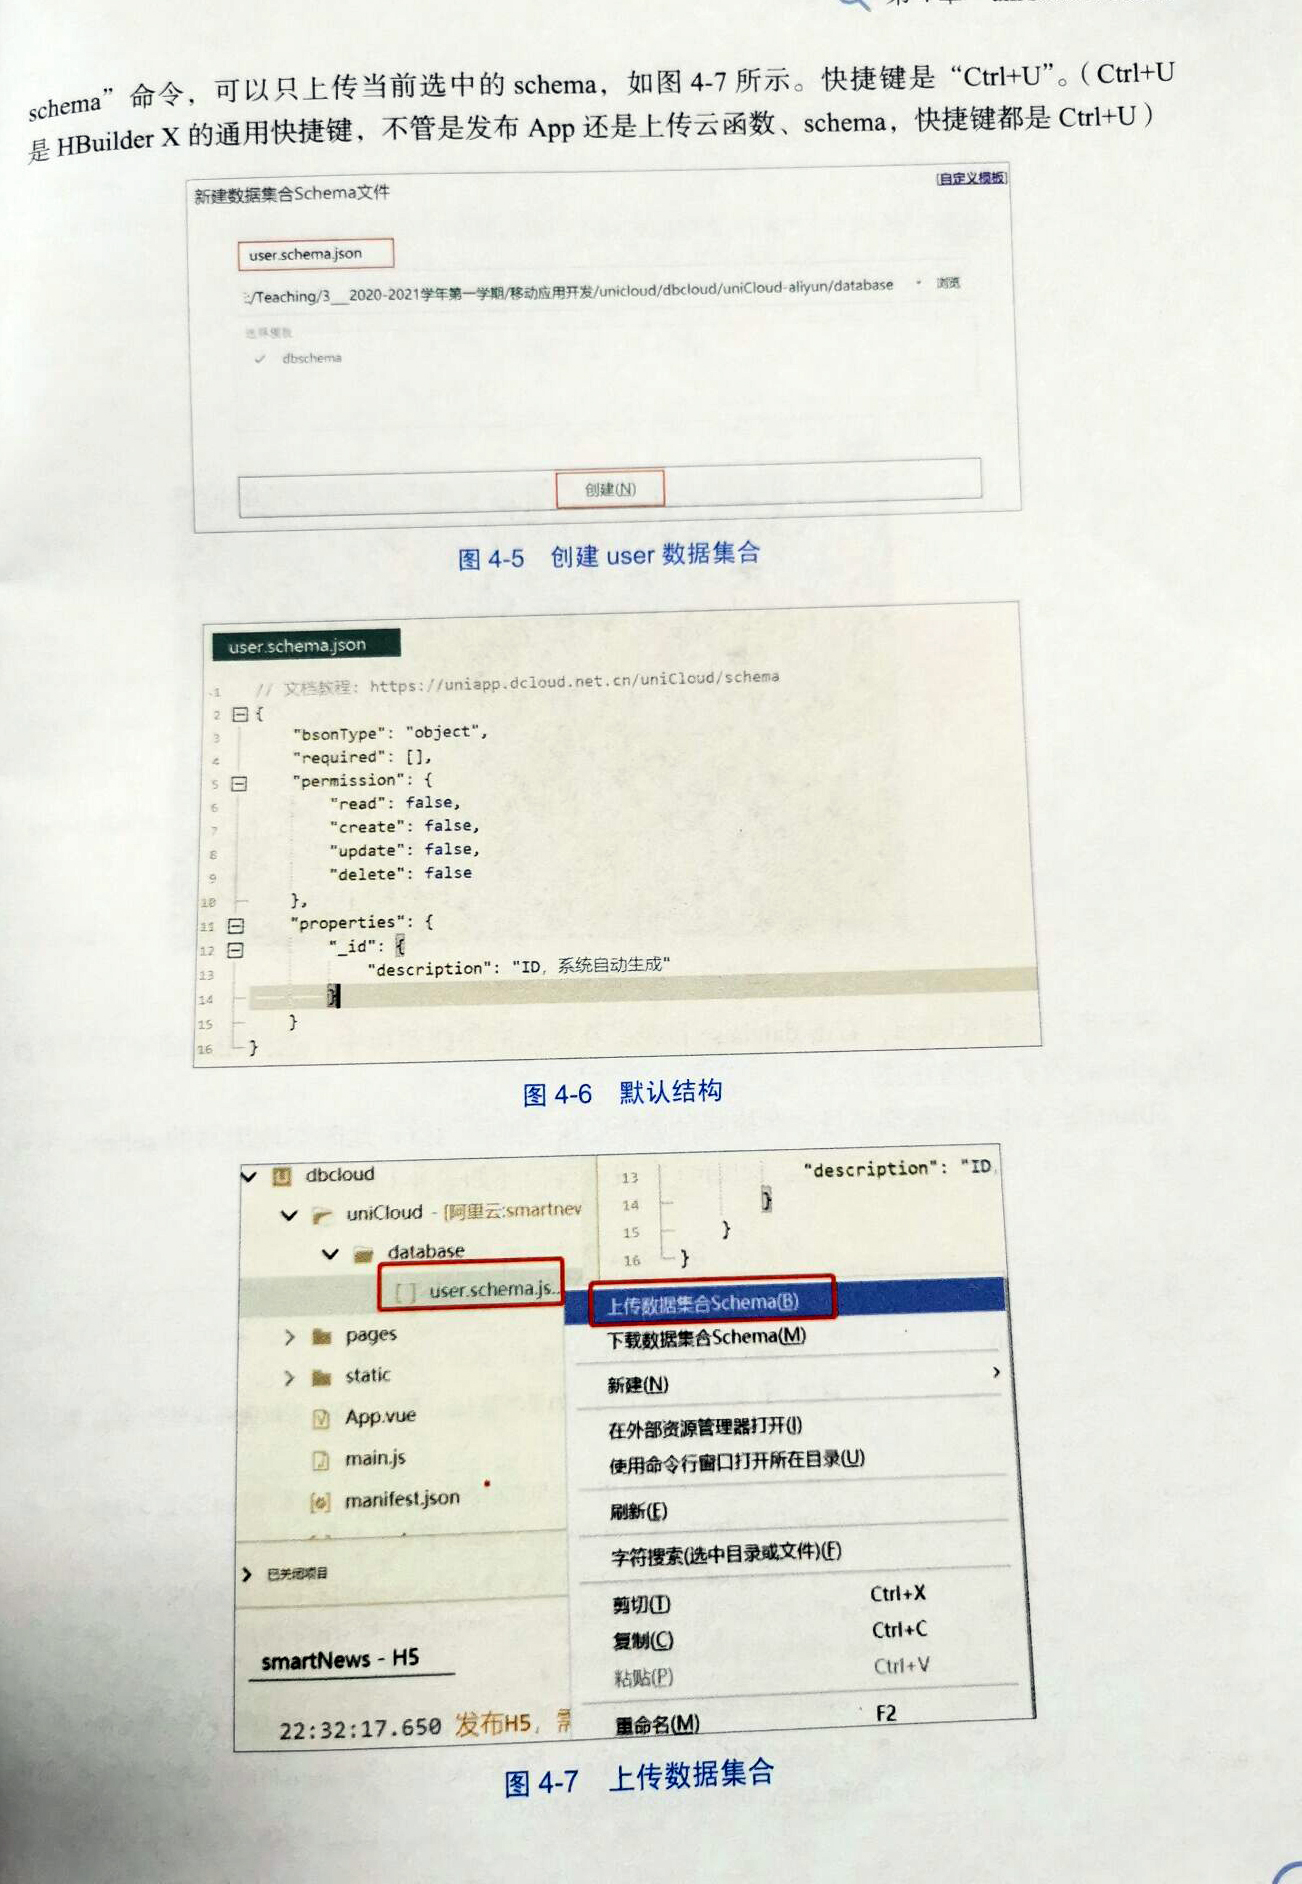 schema”命令，可以只上传当前选中的 schema，如图 4-7 所示。快捷键是“Ctrl+U”。（Ctrl+U
是 HBuilder X 的通用快捷键，不管是发布 App 还是上传云函数、schema，快捷键都是 Ctrl+U）
新建数据集合Schema文件
[自定义模板]
user.schema.json
:/Teaching/3__2020-2021学年第一学期/移动应用开发/unicloud/dbcloud/uniCloud-aliyun/database
浏览
选择模板
dbschema
创建(N)
图 4-5 创建 user 数据集合
user.schema.json
1 // 文档教程: https://uniapp.dcloud.net.cn/uniCloud/schema
2 {
3 "bsonType": "object",
4 "required": [],
5 "permission": {
6 "read": false,
7 "create": false,
8 "update": false,
9 "delete": false
10 },
11 "properties": {
12 "_id": {
13 "description": "ID, 系统自动生成"
14 }
15 }
16 }
图 4-6 默认结构
dbcloud
uniCloud - [阿里云:smartnev
database
user.schema.js..
pages
static
App.vue
main.js
manifest.json
已关闭项目
smartNews - H5
22:32:17.650 发布H5, 需
13 "description": "ID,
14 }
15 }
16 }
上传数据集合Schema(B)
下载数据集合Schema(M)
新建(N)
在外部资源管理器打开(I)
使用命令行窗口打开所在目录(U)
刷新(E)
字符搜索(选中目录或文件)(F)
剪切(T) Ctrl+X
复制(C) Ctrl+C
粘贴(P) Ctrl+V
重命名(M) F2
图 4-7 上传数据集合